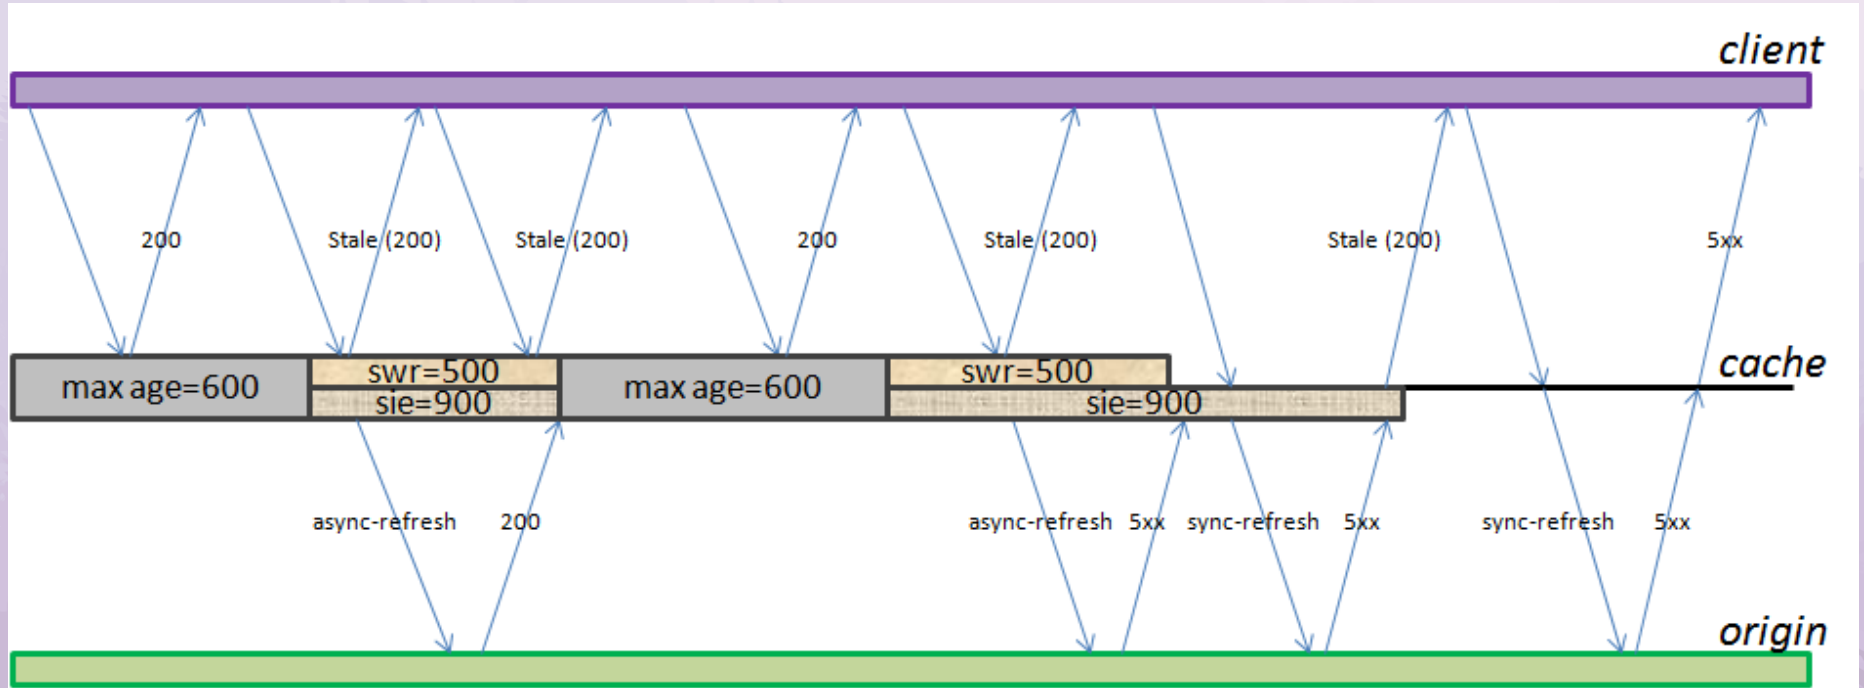 client
200
Stale (200)
Stale (200)
200
Stale (200)
Stale (200)
5xx
cache
max age=600
swr=500
sie=900
max age=600
swr=500
sie=900
async-refresh
200
async-refresh
5xx
sync-refresh
5xx
sync-refresh
5xx
origin